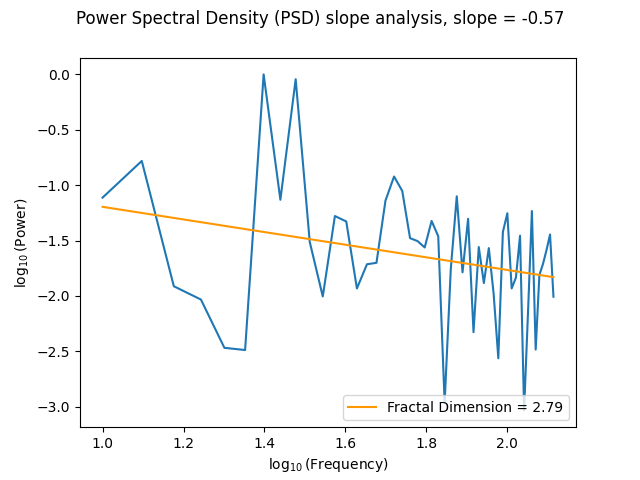 Power Spectral Density (PSD) slope analysis, slope = -0.57
log₁₀(Power)
0.0
−0.5
−1.0
−1.5
−2.0
−2.5
−3.0
Fractal Dimension = 2.79
1.0 1.2 1.4 1.6 1.8 2.0
log₁₀(Frequency)